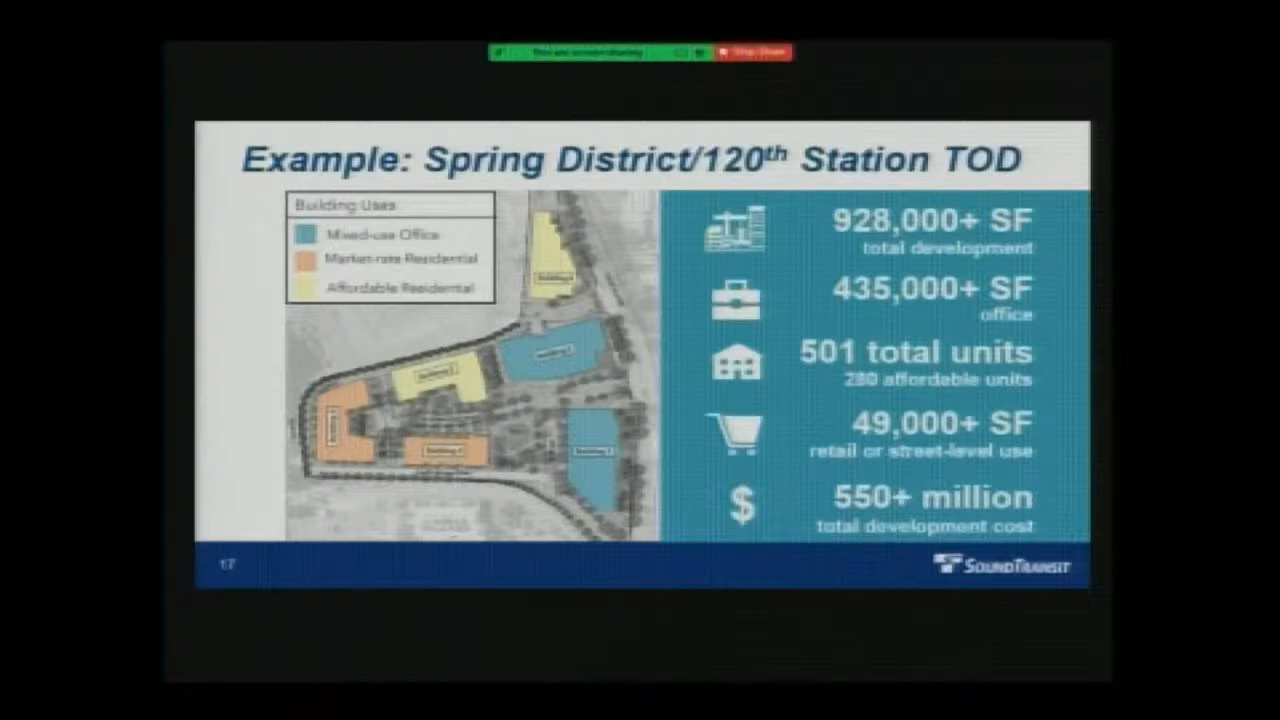 Example: Spring District/120th Station TOD
Building Uses
Mixed-use Office
Market-rate Residential
Affordable Residential
928,000+ SF
total development
435,000+ SF
office
501 total units
280 affordable units
49,000+ SF
retail or street-level use
$
550+ million
total development cost
17
SOUNDTRANSIT